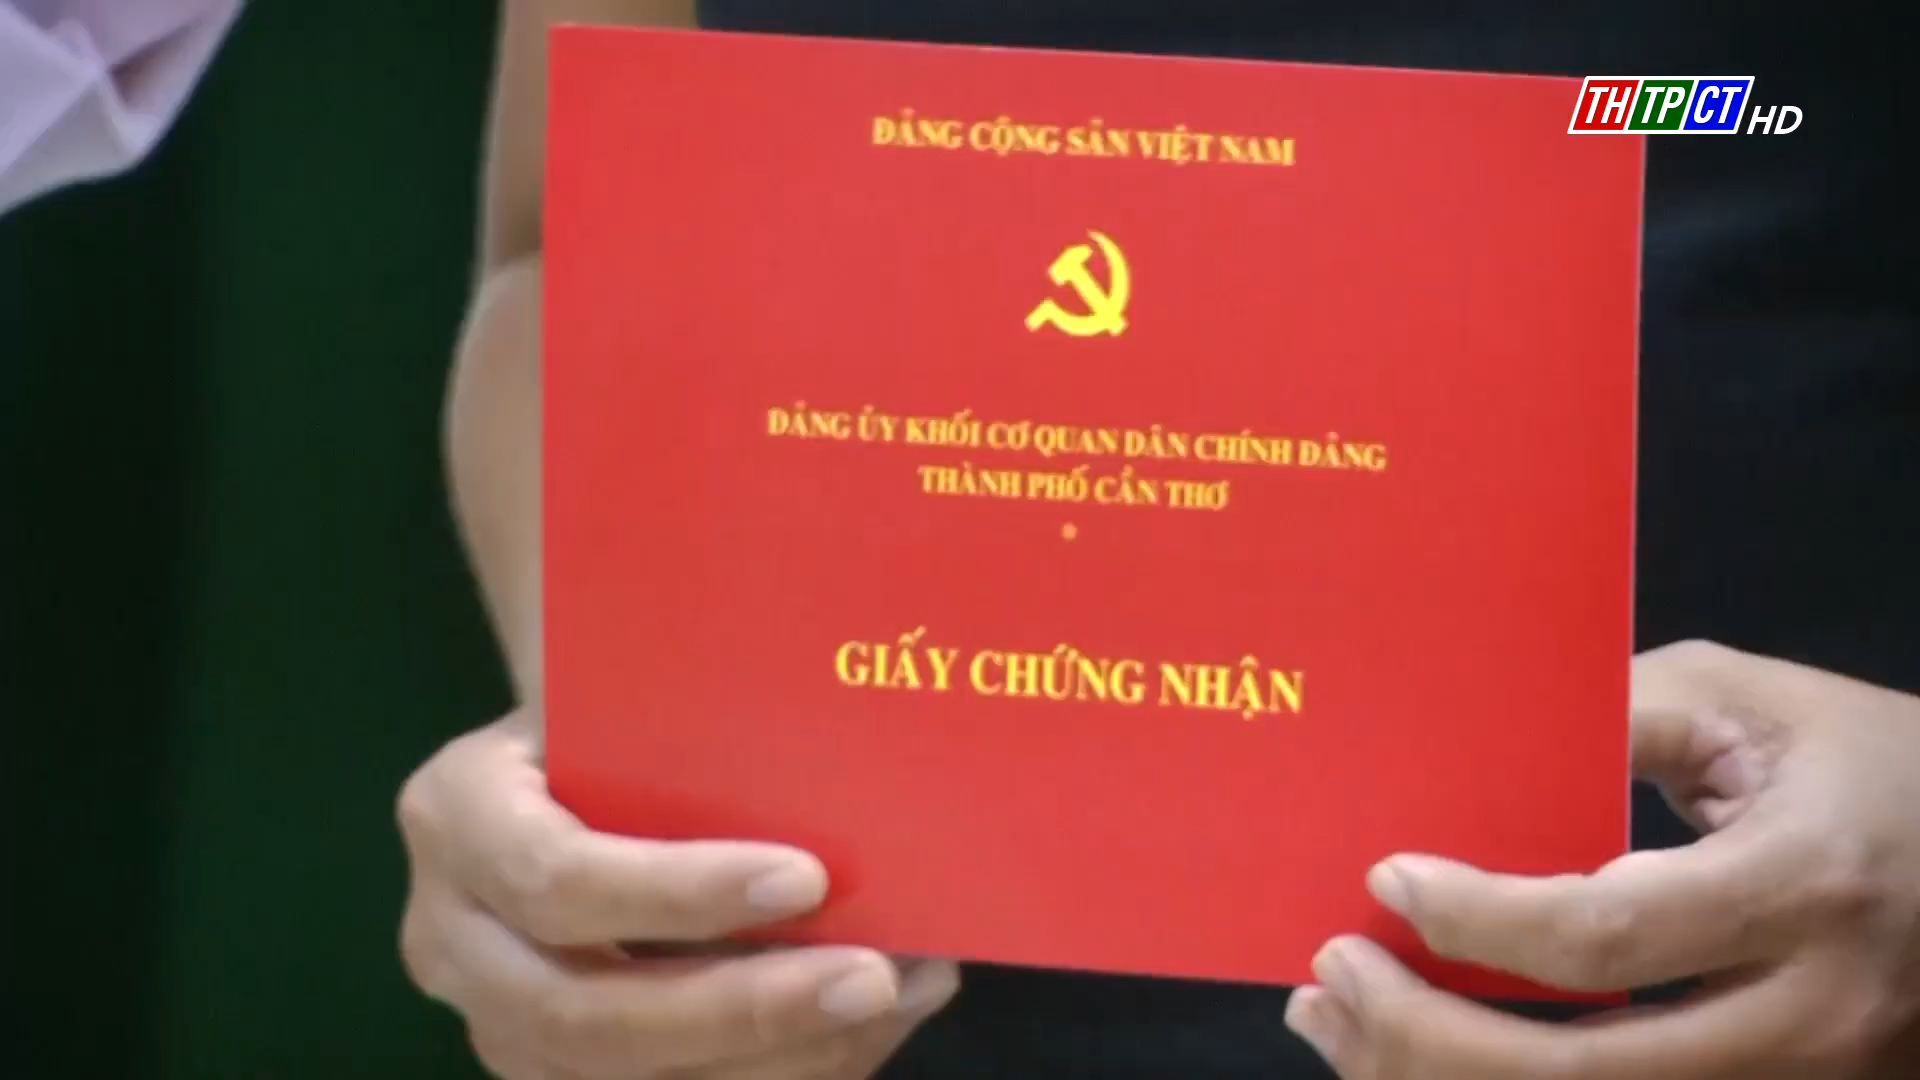 THTPCT HD
ĐẢNG CỘNG SẢN VIỆT NAM
ĐẢNG ỦY KHỐI CƠ QUAN DÂN CHÍNH ĐẢNG
THÀNH PHỐ CẦN THƠ
GIẤY CHỨNG NHẬN